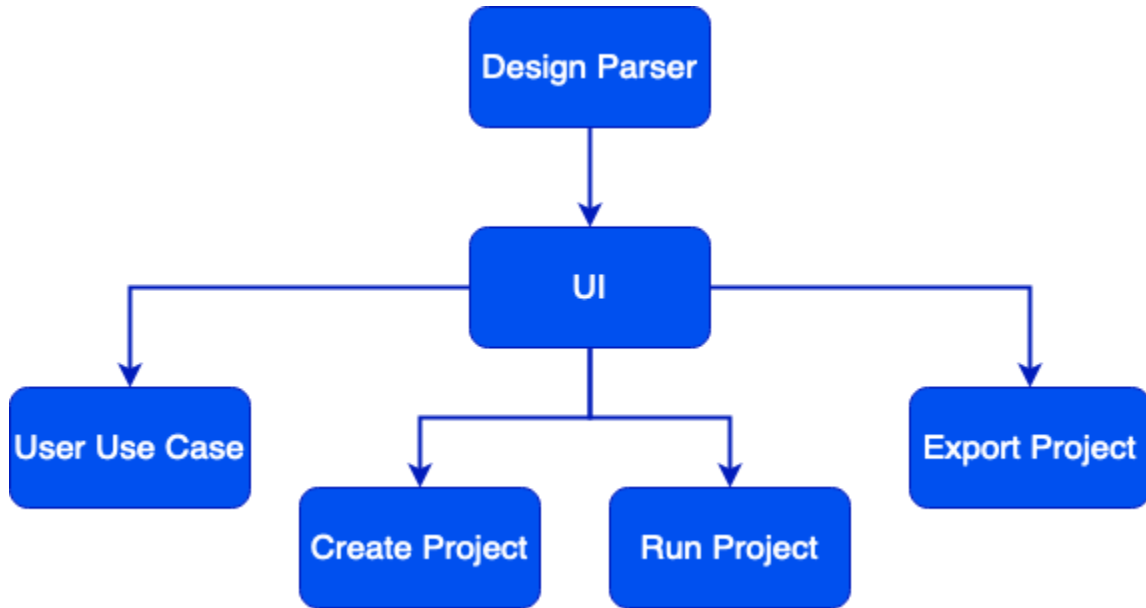 Design Parser
UI
User Use Case
Export Project
Create Project
Run Project